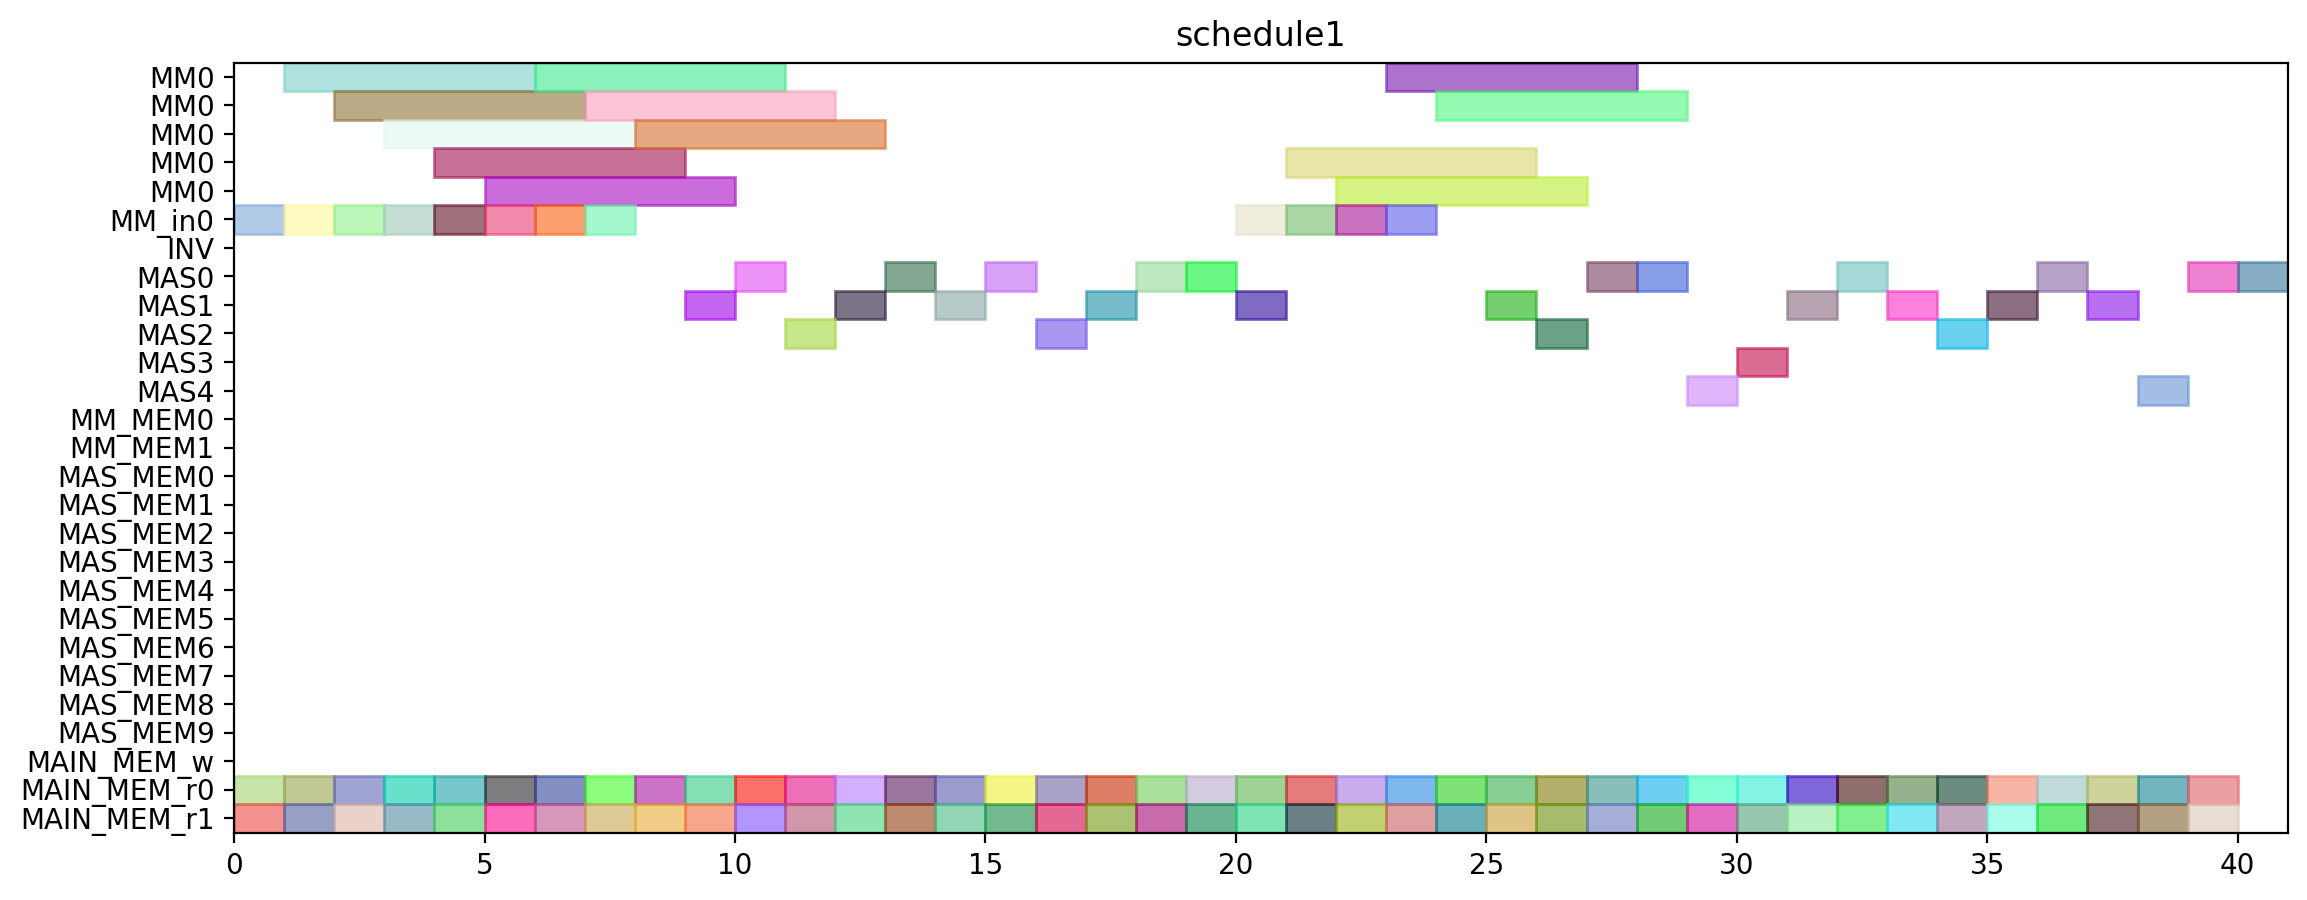 schedule1
MM0
MM0
MM0
MM0
MM0
MM_in0
INV
MAS0
MAS1
MAS2
MAS3
MAS4
MM_MEM0
MM_MEM1
MAS_MEM0
MAS_MEM1
MAS_MEM2
MAS_MEM3
MAS_MEM4
MAS_MEM5
MAS_MEM6
MAS_MEM7
MAS_MEM8
MAS_MEM9
MAIN_MEM_w
MAIN_MEM_r0
MAIN_MEM_r1
0 5 10 15 20 25 30 35 40